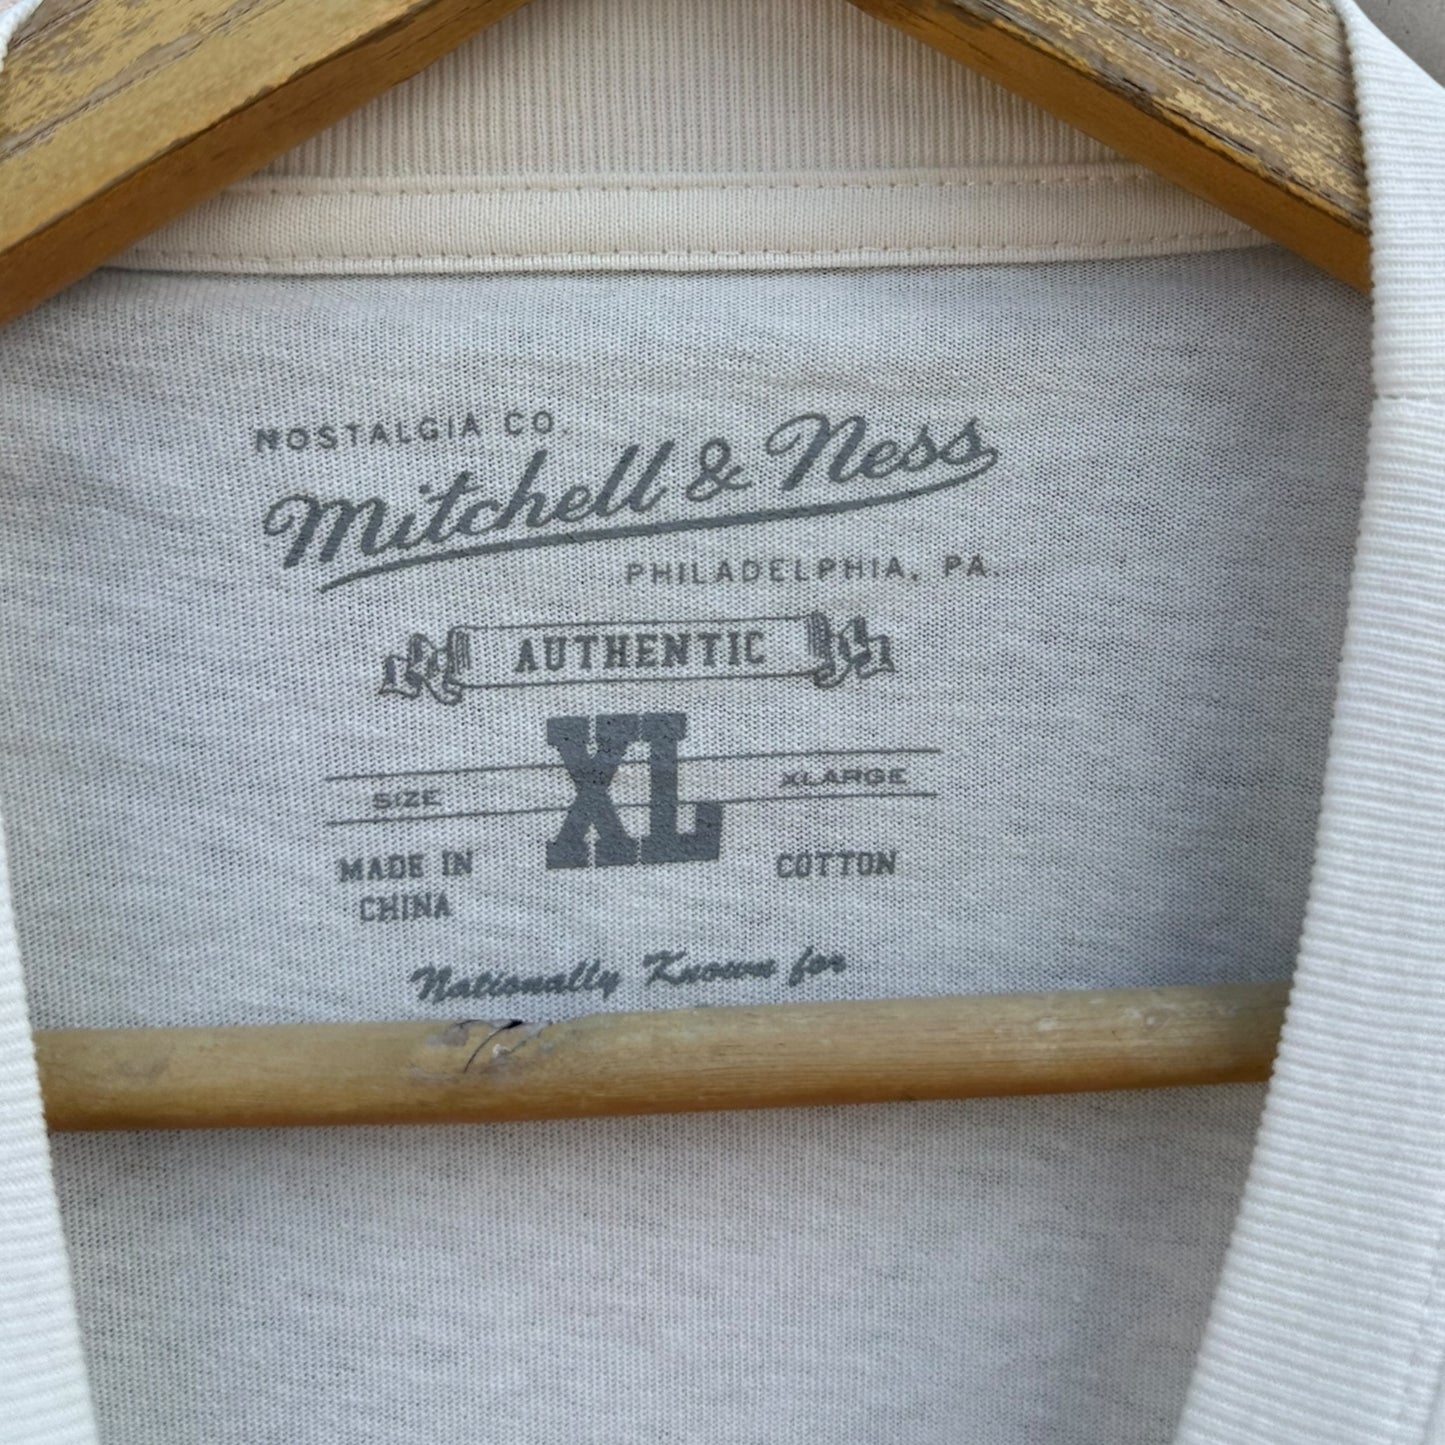 NOSTALGIA CO.
Mitchell & Ness
PHILADELPHIA, PA.
AUTHENTIC
SIZE XL XLARGE
MADE IN
CHINA
COTTON
Nationally Known for